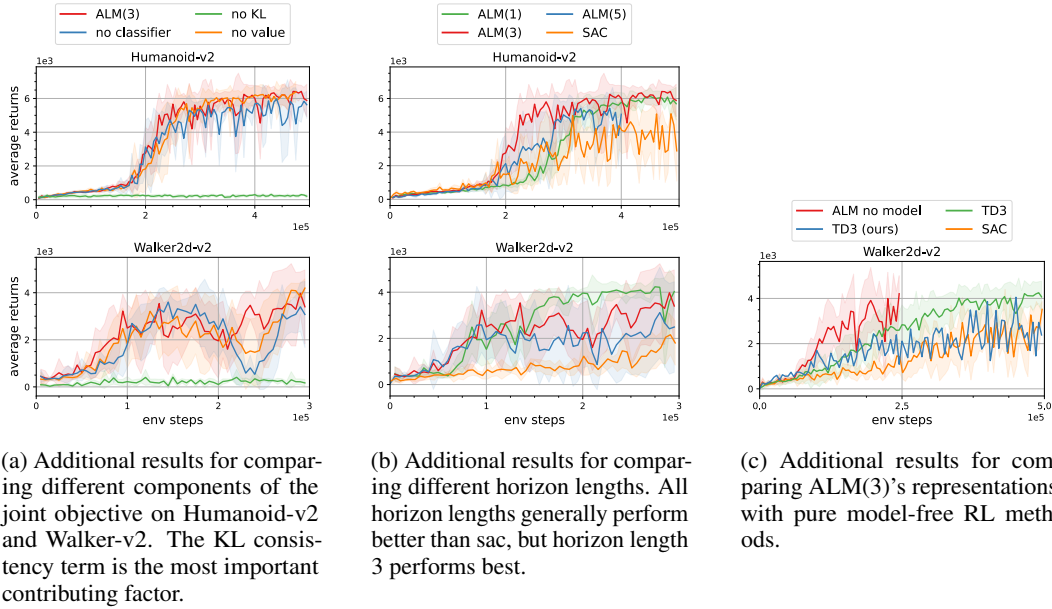 ALM(3)
no KL
no classifier
no value
Humanoid-v2
1e3
average returns
6
4
2
0
0
2
4
1e5
Walker2d-v2
1e3
average returns
4
2
0
0
1
2
3
env steps
1e5
(a) Additional results for compar-
ing different components of the
joint objective on Humanoid-v2
and Walker-v2. The KL consis-
tency term is the most important
contributing factor.
ALM(1)
ALM(5)
ALM(3)
SAC
Humanoid-v2
1e3
6
4
2
0
0
2
4
1e5
Walker2d-v2
1e3
4
2
0
0
1
2
3
env steps
1e5
(b) Additional results for compar-
ing different horizon lengths. All
horizon lengths generally perform
better than sac, but horizon length
3 performs best.
ALM no model
TD3
TD3 (ours)
SAC
Walker2d-v2
1e3
4
2
0
0.0
2.5
5.0
env steps
1e5
(c) Additional results for com
paring ALM(3)'s representations
with pure model-free RL meth
ods.